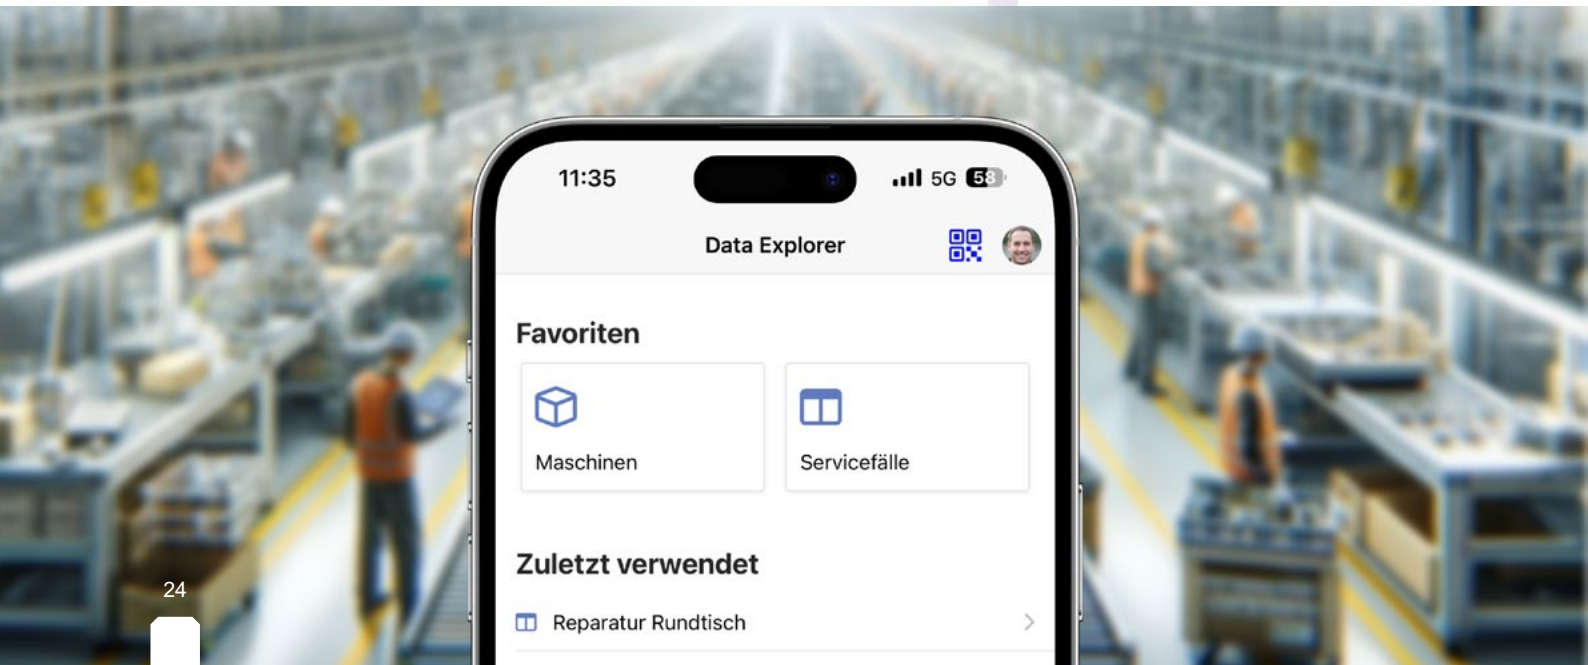 11:35
5G 58
Data Explorer
Favoriten
Maschinen
Servicefälle
Zuletzt verwendet
Reparatur Rundtisch
24